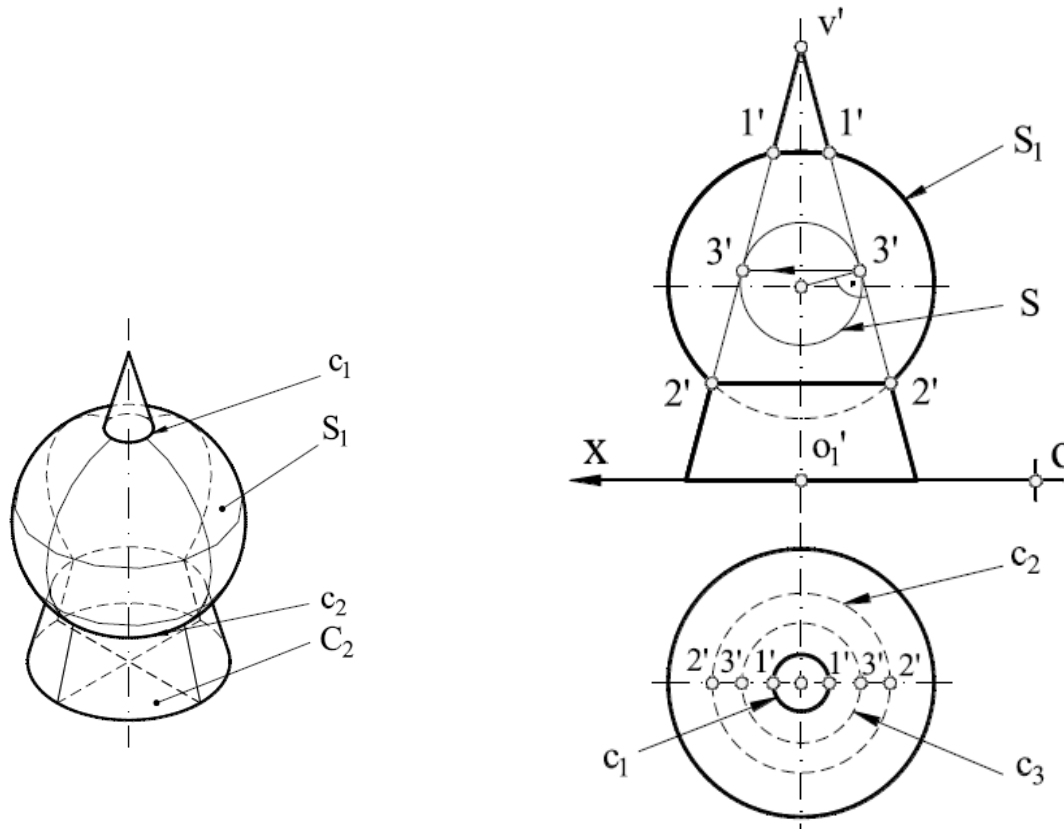 c₁
S₁
c₂
C₂
v'
1' 1'
S₁
3' 3'
S
2' 2'
X o₁'
c₂
2' 3' 1' 1' 3' 2'
c₁
c₃